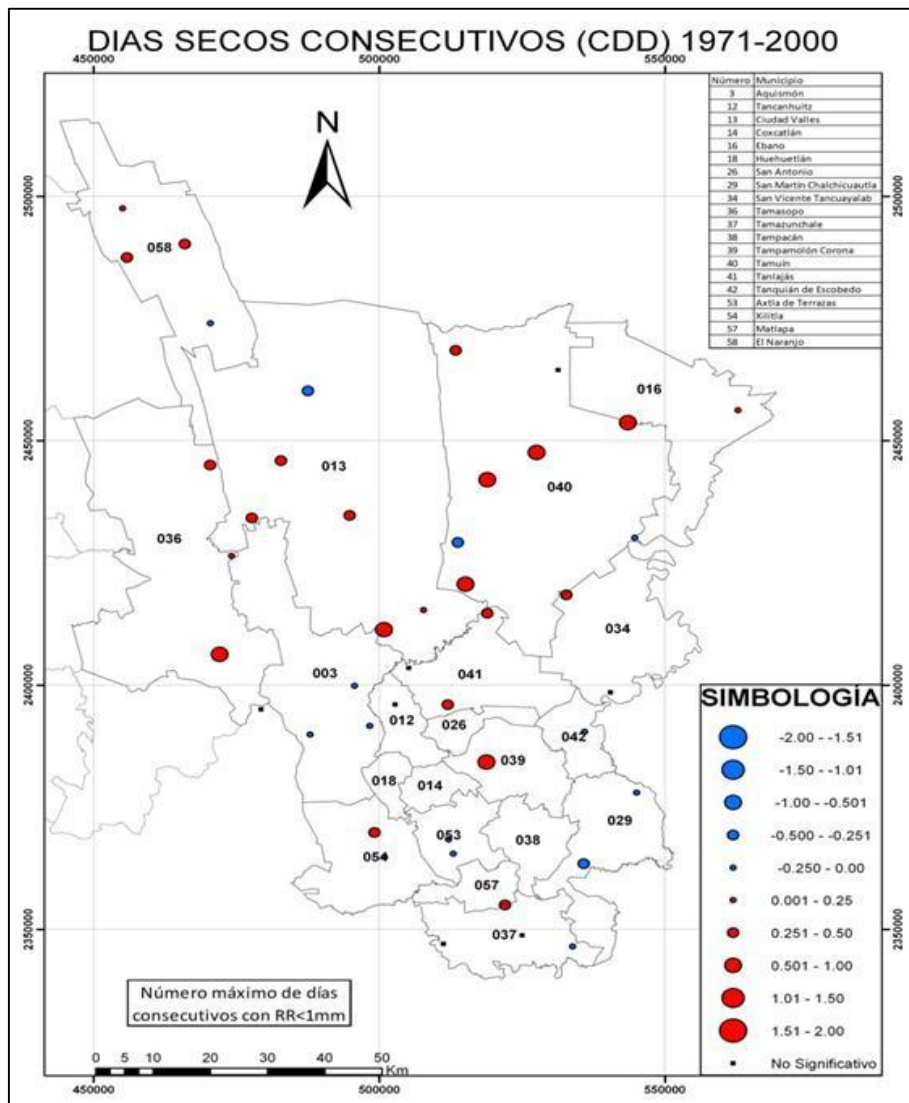 DIAS SECOS CONSECUTIVOS (CDD) 1971-2000
450000 500000 550000
Número Municipio
3 Aquismón
12 Tancanhuitz
13 Ciudad Valles
14 Coxcatlán
16 Ebano
18 Huehuetlán
26 San Antonio
29 San Martín Chalchicuautla
34 San Vicente Tancuayalab
36 Tamasopo
37 Tamazunchale
38 Tampacán
39 Tampamolón Corona
40 Tamuín
41 Tanlajás
42 Tanquián de Escobedo
53 Axtla de Terrazas
54 Xilitla
57 Matlapa
58 El Naranjo
N
2500000 2500000
058
016
2450000 2450000
013
040
036
034
2400000 2400000
003
041
012
026
042
039
018
014
029
053
038
054
057
037
2350000 2350000
SIMBOLOGÍA
-2.00 - -1.51
-1.50 - -1.01
-1.00 - -0.501
-0.500 - -0.251
-0.250 - 0.00
0.001 - 0.25
0.251 - 0.50
0.501 - 1.00
1.01 - 1.50
1.51 - 2.00
No Significativo
Número máximo de días
consecutivos con RR<1mm
0 5 10 20 30 40 50
Km
450000 500000 550000